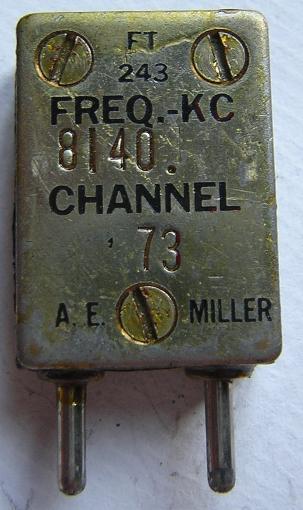 FT
243
FREQ.-KC
8140.
CHANNEL
73
A. E. MILLER